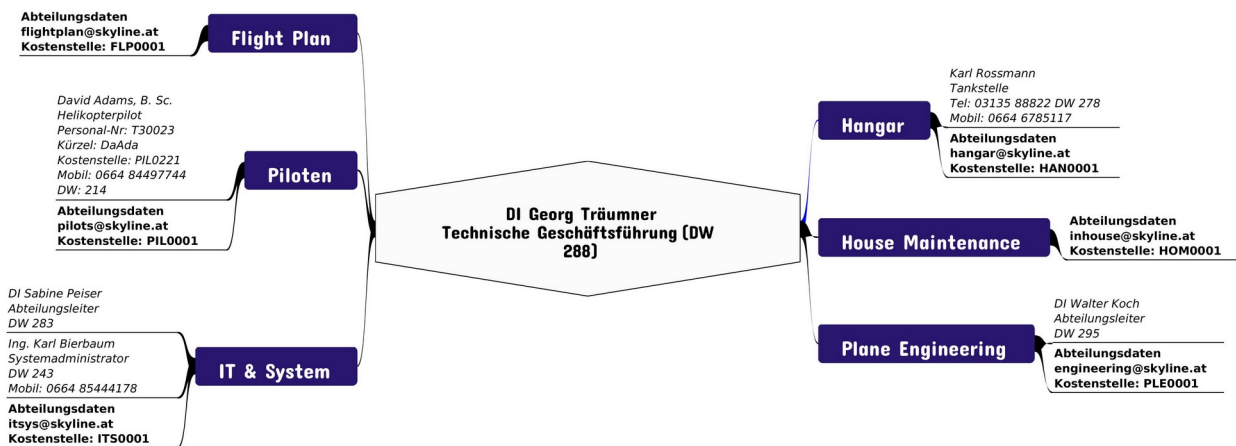 Abteilungsdaten
flightplan@skyline.at
Kostenstelle: FLP0001
Flight Plan
David Adams, B. Sc.
Helikopterpilot
Personal-Nr: T30023
Kürzel: DaAda
Kostenstelle: PIL0221
Mobil: 0664 84497744
DW: 214
Abteilungsdaten
pilots@skyline.at
Kostenstelle: PIL0001
Piloten
DI Sabine Peiser
Abteilungsleiter
DW 283
Ing. Karl Bierbaum
Systemadministrator
DW 243
Mobil: 0664 85444178
Abteilungsdaten
itsys@skyline.at
Kostenstelle: ITS0001
IT & System
DI Georg Träumner
Technische Geschäftsführung (DW
288)
Hangar
Karl Rossmann
Tankstelle
Tel: 03135 88822 DW 278
Mobil: 0664 6785117
Abteilungsdaten
hangar@skyline.at
Kostenstelle: HAN0001
House Maintenance
Abteilungsdaten
inhouse@skyline.at
Kostenstelle: HOM0001
Plane Engineering
DI Walter Koch
Abteilungsleiter
DW 295
Abteilungsdaten
engineering@skyline.at
Kostenstelle: PLE0001